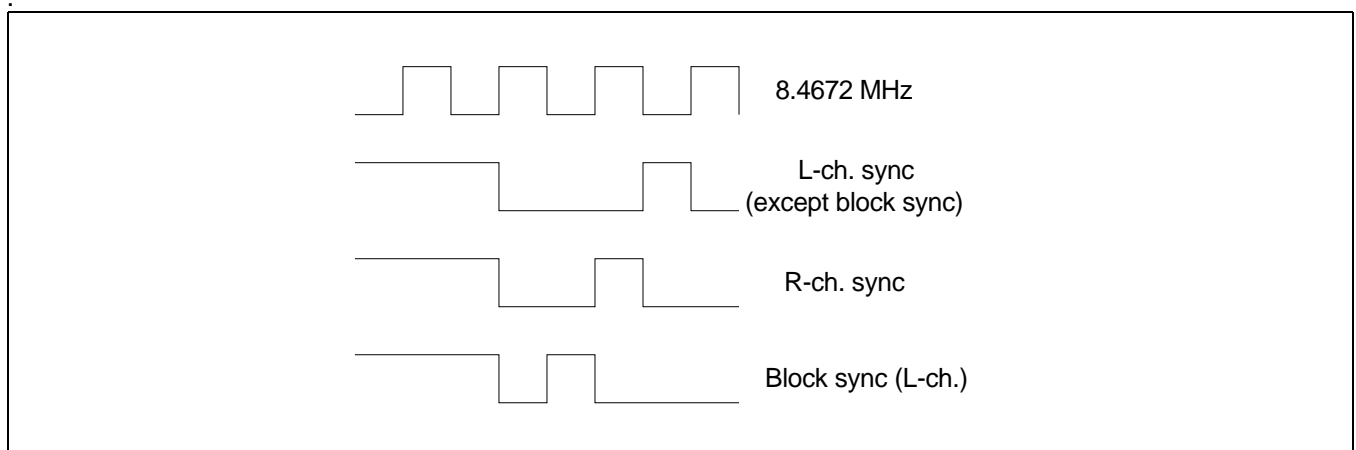 8.4672 MHz
L-ch. sync
(except block sync)
R-ch. sync
Block sync (L-ch.)